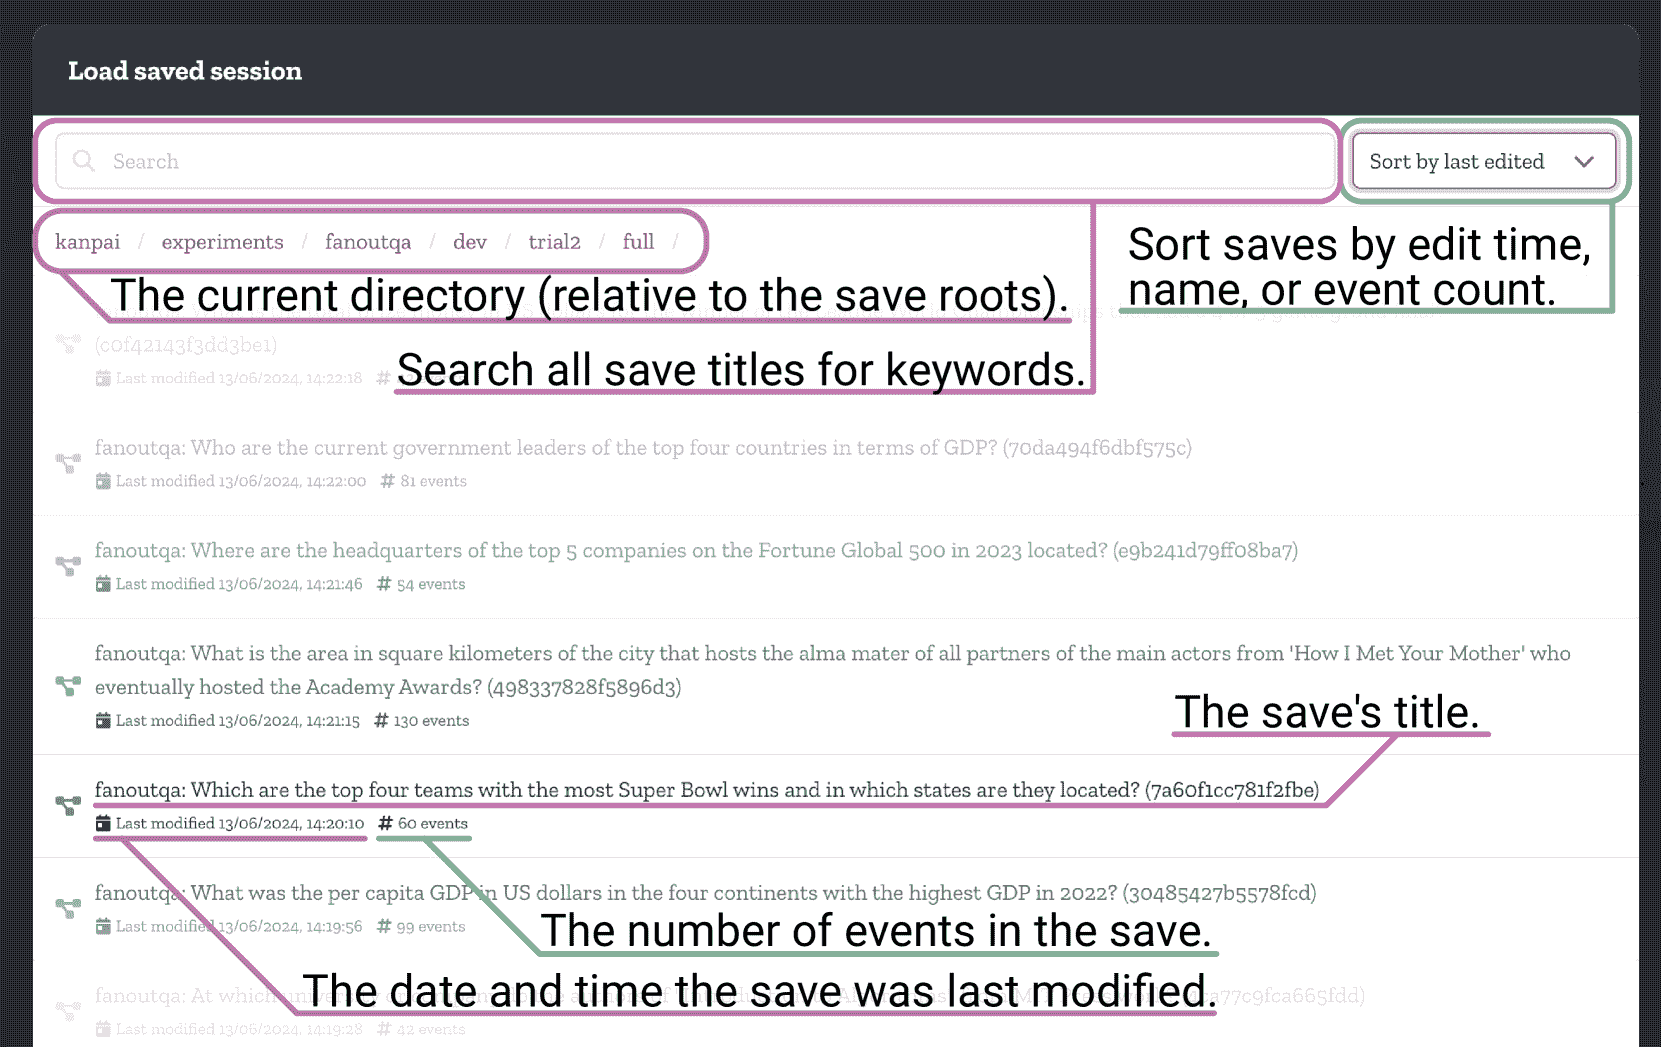 Load saved session
Search
Sort by last edited
kanpai / experiments / fanoutqa / dev / trial2 / full /
Sort saves by edit time,
name, or event count.
The current directory (relative to the save roots).
(c0f42143f3dd3be1)
Search all save titles for keywords.
Last modified 13/06/2024, 14:22:18 #
fanoutqa: Who are the current government leaders of the top four countries in terms of GDP? (70da494f6dbf575c)
Last modified 13/06/2024, 14:22:00 # 81 events
fanoutqa: Where are the headquarters of the top 5 companies on the Fortune Global 500 in 2023 located? (e9b241d79ff08ba7)
Last modified 13/06/2024, 14:21:46 # 54 events
fanoutqa: What is the area in square kilometers of the city that hosts the alma mater of all partners of the main actors from 'How I Met Your Mother' who
eventually hosted the Academy Awards? (498337828f5896d3)
Last modified 13/06/2024, 14:21:15 # 130 events
The save's title.
fanoutqa: Which are the top four teams with the most Super Bowl wins and in which states are they located? (7a60f1cc781f2fbe)
Last modified 13/06/2024, 14:20:10 # 60 events
fanoutqa: What was the per capita GDP in US dollars in the four continents with the highest GDP in 2022? (30485427b5578fcd)
Last modified 13/06/2024, 14:19:56 # 99 events
The number of events in the save.
The date and time the save was last modified.
fanoutqa: At which
Last modified 13/06/2024, 14:19:28 # 42 events